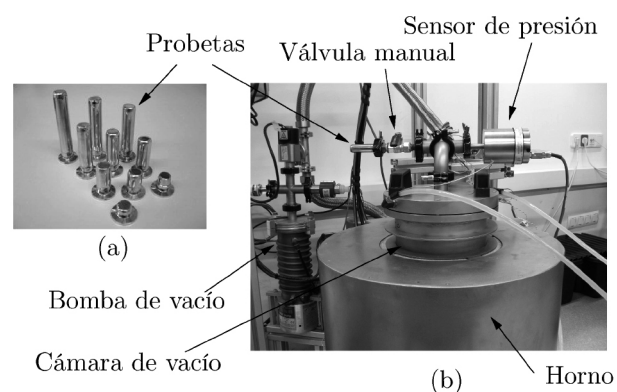 Sensor de presión
Probetas
Válvula manual
(a)
Bomba de vacío
Cámara de vacío
(b)
Horno